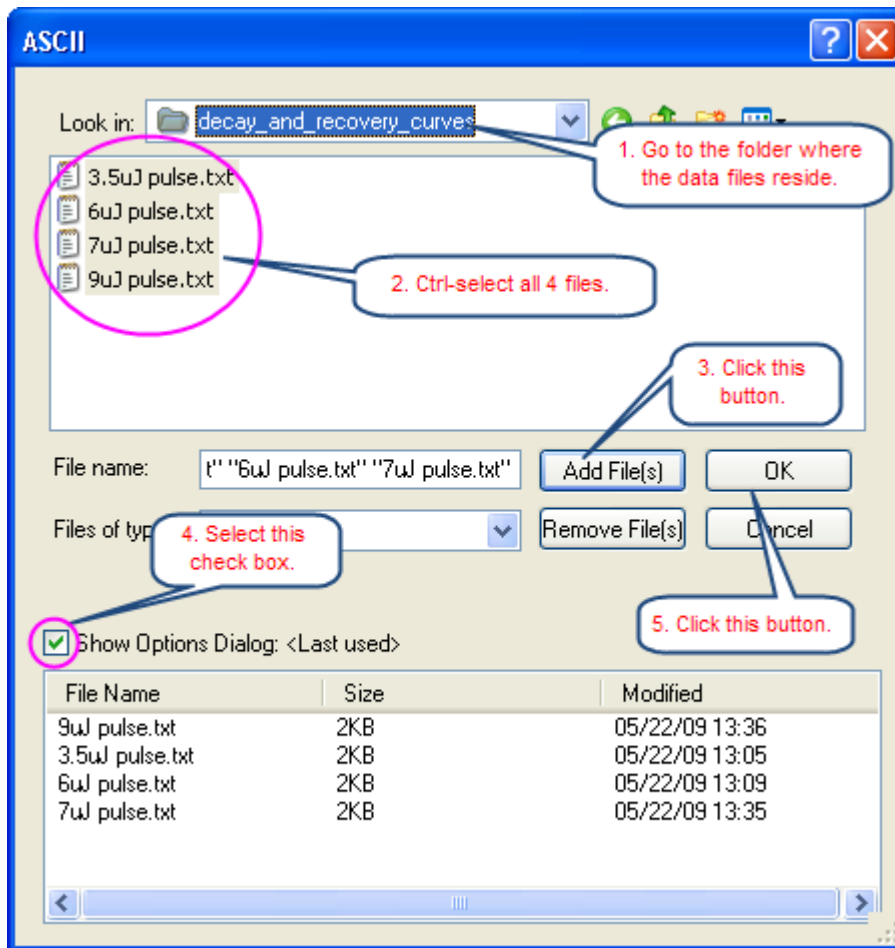 ASCII
Look in: decay_and_recovery_curves
1. Go to the folder where
the data files reside.
3.5uJ pulse.txt
6uJ pulse.txt
7uJ pulse.txt
9uJ pulse.txt
2. Ctrl-select all 4 files.
3. Click this
button.
File name: t" "6uJ pulse.txt" "7uJ pulse.txt" Add File(s) OK
Files of typ Remove File(s) Cancel
4. Select this
check box.
5. Click this button.
Show Options Dialog: <Last used>
File Name Size Modified
9uJ pulse.txt 2KB 05/22/09 13:36
3.5uJ pulse.txt 2KB 05/22/09 13:05
6uJ pulse.txt 2KB 05/22/09 13:09
7uJ pulse.txt 2KB 05/22/09 13:35